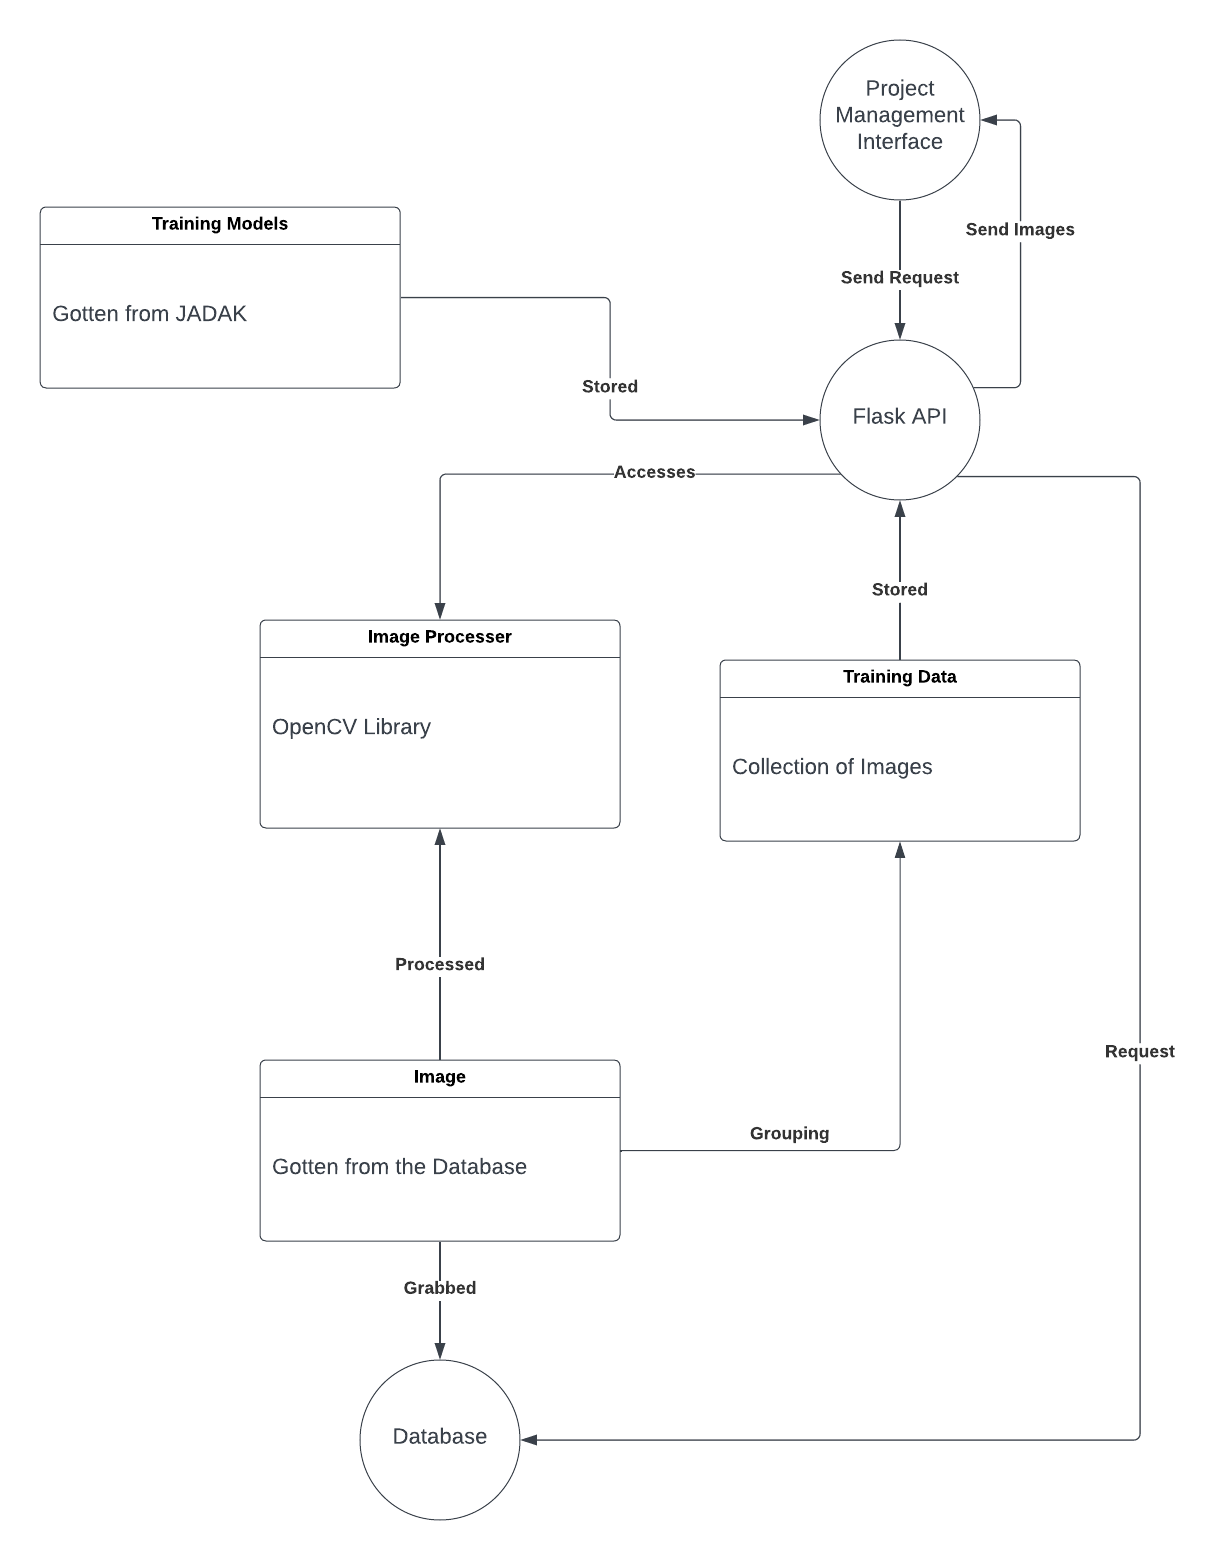 Project
Management
Interface
Training Models
Send Images
Send Request
Gotten from JADAK
Stored
Flask API
Accesses
Stored
Image Processer
Training Data
OpenCV Library
Collection of Images
Processed
Request
Image
Grouping
Gotten from the Database
Grabbed
Database